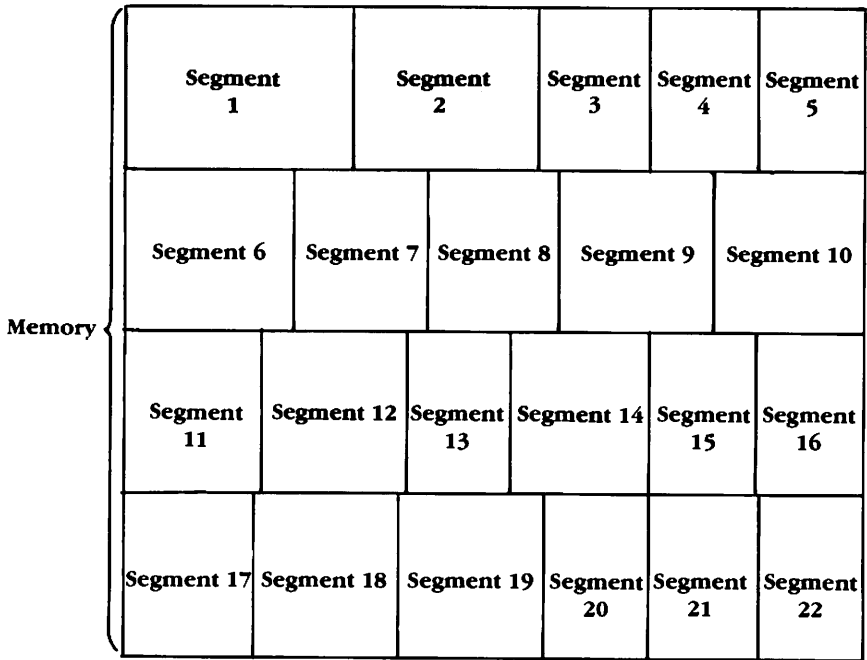 Segment
1
Segment
2
Segment
3
Segment
4
Segment
5
Segment 6
Segment 7
Segment 8
Segment 9
Segment 10
Memory
Segment
11
Segment 12
Segment
13
Segment 14
Segment
15
Segment
16
Segment 17
Segment 18
Segment 19
Segment
20
Segment
21
Segment
22